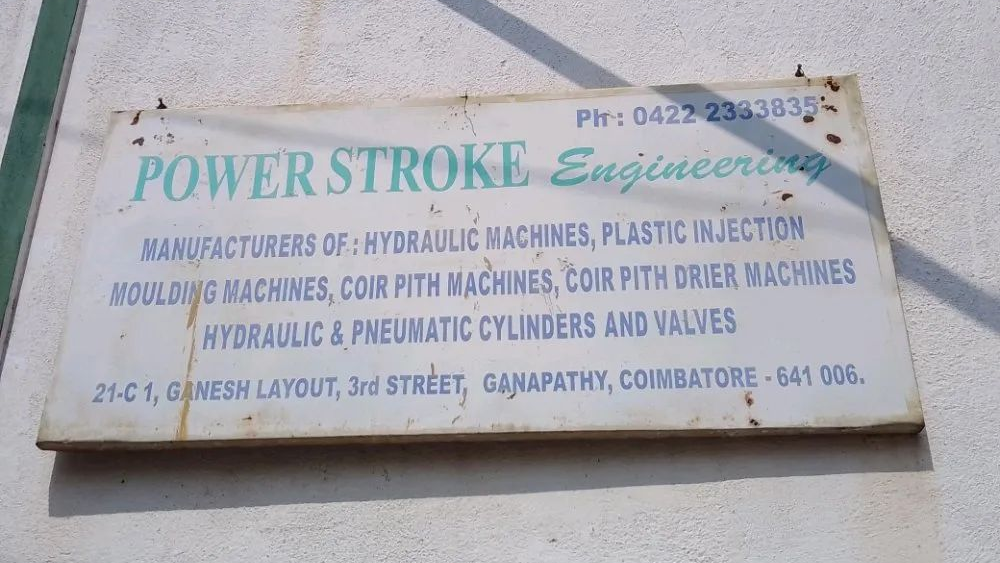 Ph : 0422 2333835
POWER STROKE Engineering
MANUFACTURERS OF : HYDRAULIC MACHINES, PLASTIC INJECTION
MOULDING MACHINES, COIR PITH MACHINES, COIR PITH DRIER MACHINES
HYDRAULIC & PNEUMATIC CYLINDERS AND VALVES
21-C 1, GANESH LAYOUT, 3rd STREET, GANAPATHY, COIMBATORE - 641 006.